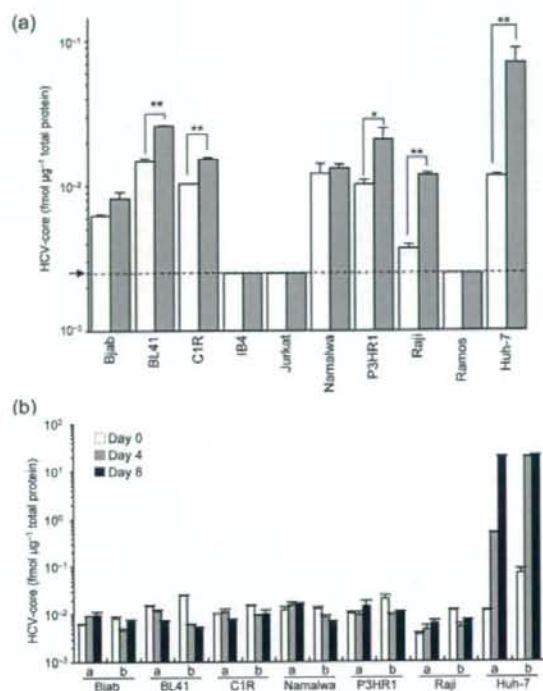 (a)
HCV-core (fmol µg⁻¹ total protein)
10⁻¹
10⁻²
10⁻³
**
**
*
**
**
Bjab
BL41
C1R
IB4
Jurkat
Namalwa
P3HR1
Raji
Ramos
Huh-7
(b)
HCV-core (fmol µg⁻¹ total protein)
10²
10¹
10⁰
10⁻¹
10⁻²
10⁻³
Day 0
Day 4
Day 6
a b a b a b a b a b a b a b
Bjab BL41 C1R Namalwa P3HR1 Raji Huh-7